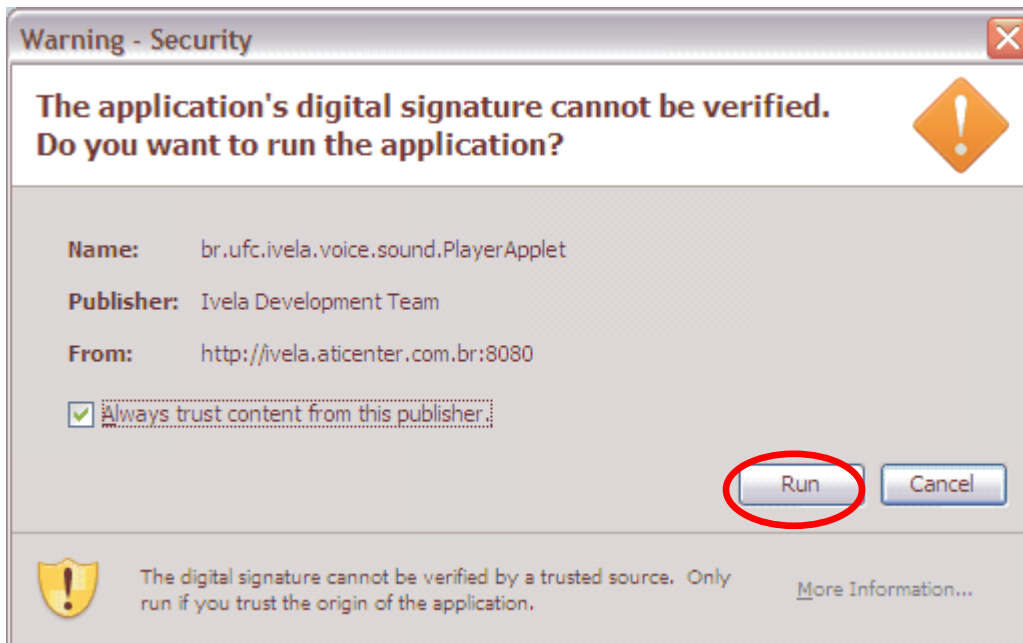 Warning - Security
The application's digital signature cannot be verified.
Do you want to run the application?
Name: br.ufc.ivela.voice.sound.PlayerApplet
Publisher: Ivela Development Team
From: http://ivela.aticenter.com.br:8080
Always trust content from this publisher.
Run Cancel
The digital signature cannot be verified by a trusted source. Only
run if you trust the origin of the application.
More Information...